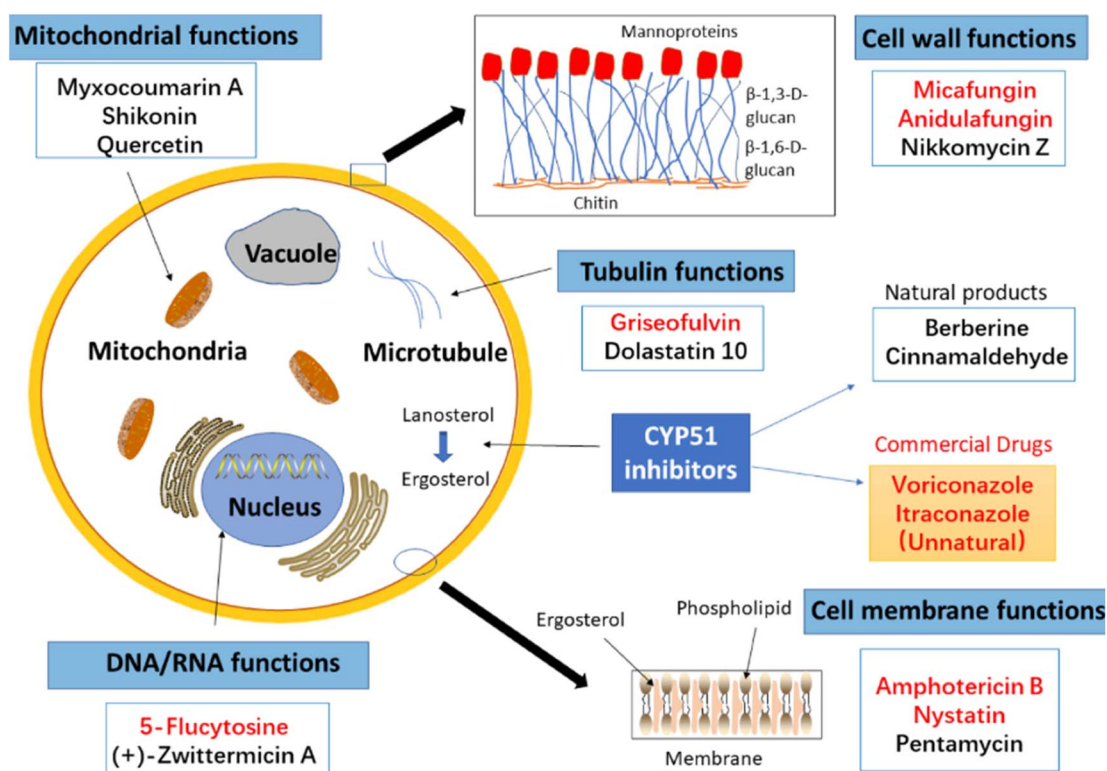 Mitochondrial functions
Myxocoumarin A
Shikonin
Quercetin
Mannoproteins
β-1,3-D-
glucan
β-1,6-D-
glucan
Chitin
Cell wall functions
Micafungin
Anidulafungin
Nikkomycin Z
Vacuole
Mitochondria
Microtubule
Tubulin functions
Griseofulvin
Dolastatin 10
Natural products
Berberine
Cinnamaldehyde
Lanosterol
Ergosterol
CYP51
inhibitors
Commercial Drugs
Voriconazole
Itraconazole
(Unnatural)
Nucleus
DNA/RNA functions
5-Flucytosine
(+)-Zwittermicin A
Ergosterol
Phospholipid
Membrane
Cell membrane functions
Amphotericin B
Nystatin
Pentamycin